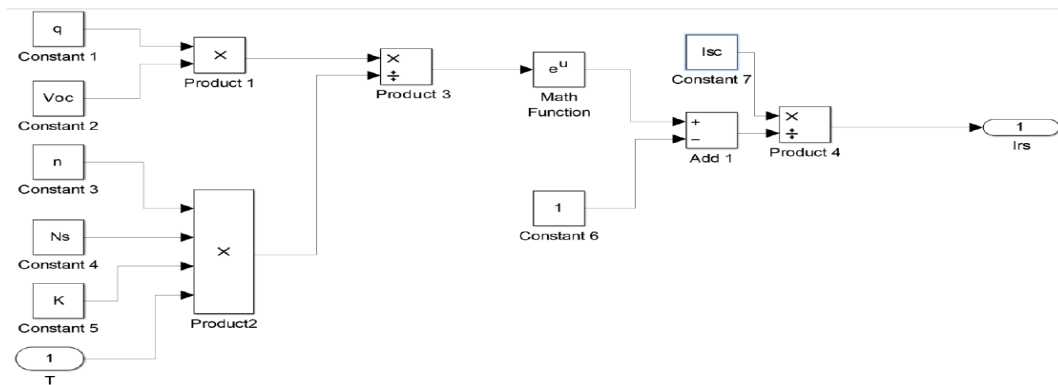 q
Constant 1
Voc
Constant 2
×
Product 1
n
Constant 3
Ns
Constant 4
K
Constant 5
1
T
×
Product2
×
÷
Product 3
e^u
Math
Function
1
Constant 6
Isc
Constant 7
+
−
Add 1
×
÷
Product 4
1
Irs